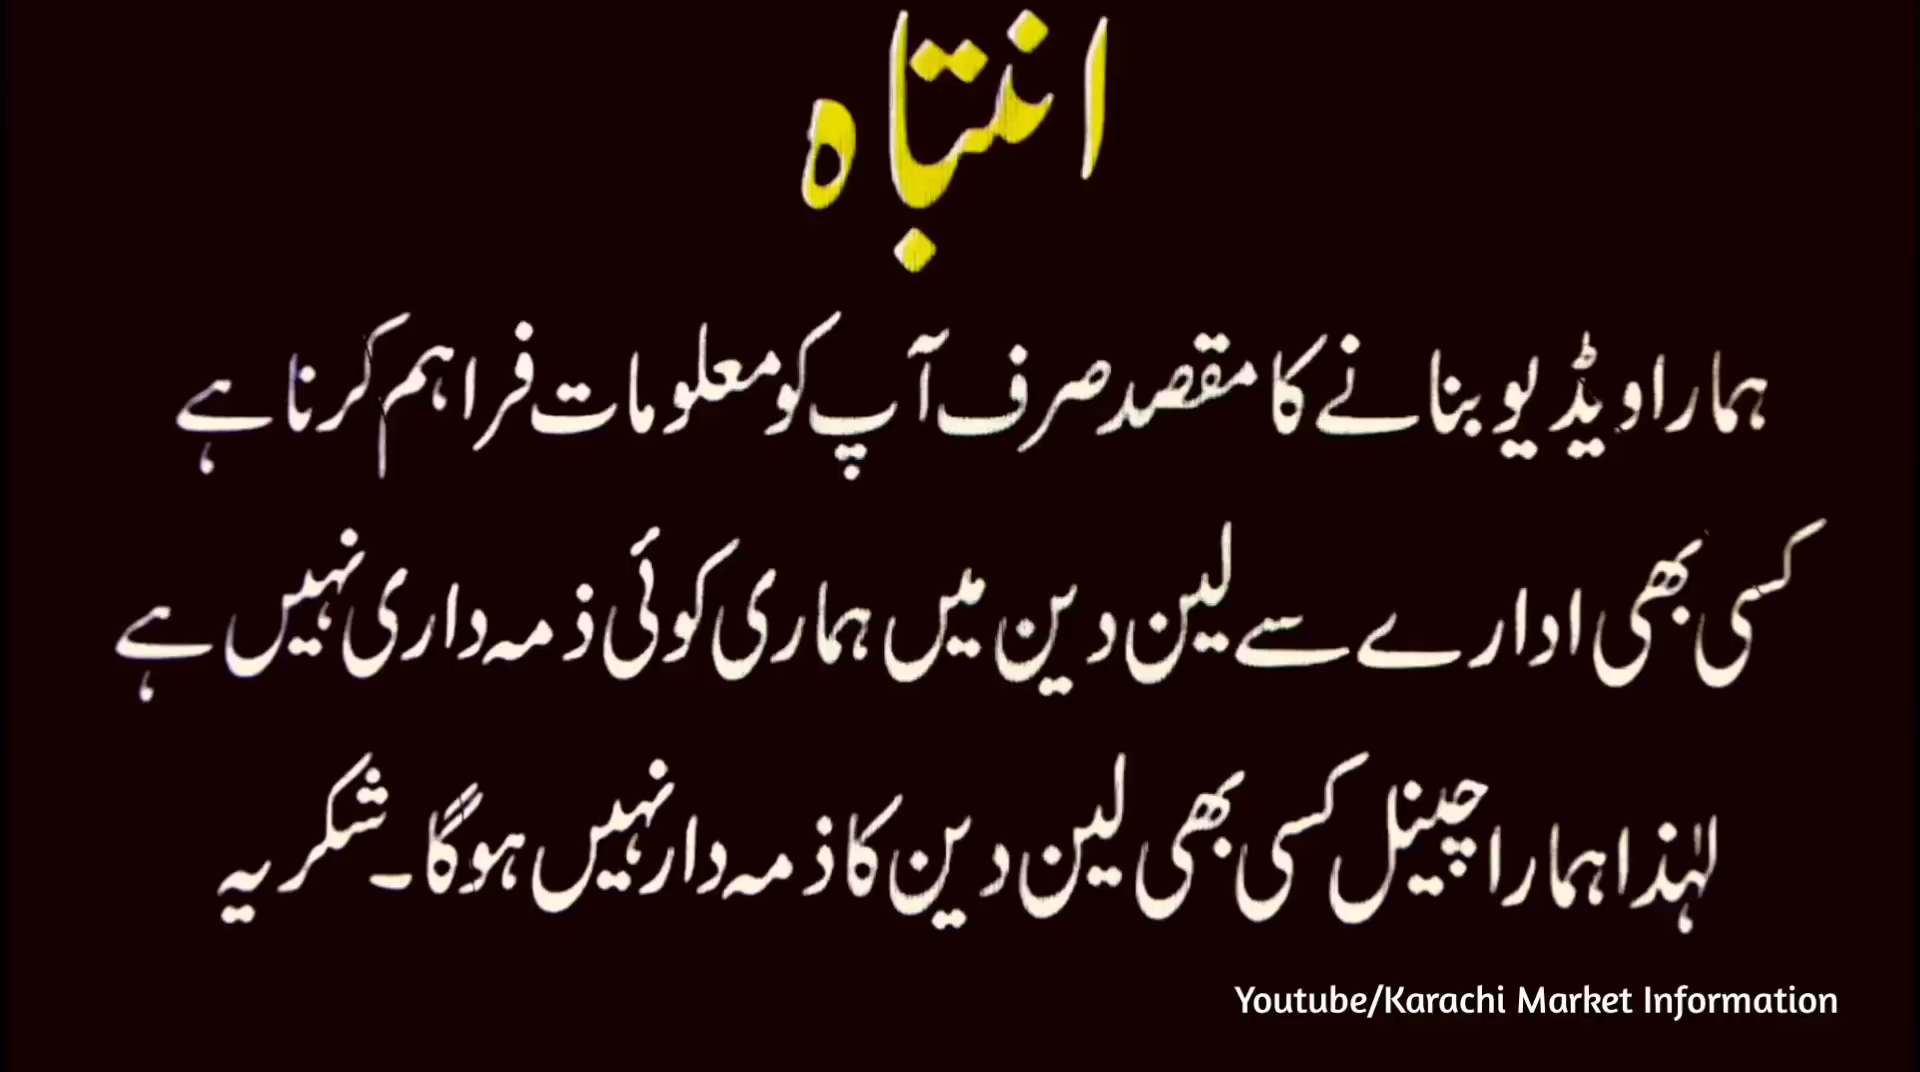 انتباہ
ہمارا ویڈیو بنانے کا مقصد صرف آپ کو معلومات فراہم کرنا ہے
کسی بھی ادارے سے لین دین میں ہماری کوئی ذمہ داری نہیں ہے
لہٰذا ہمارا چینل کسی بھی لین دین کا ذمہ دار نہیں ہوگا۔ شکریہ
Youtube/Karachi Market Information